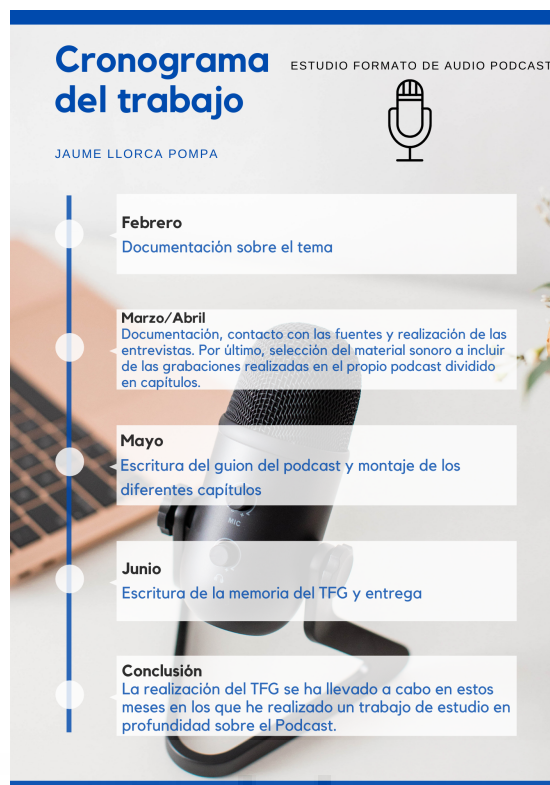 Cronograma
del trabajo
ESTUDIO FORMATO DE AUDIO PODCAST
JAUME LLORCA POMPA
Febrero
Documentación sobre el tema
Marzo/Abril
Documentación, contacto con las fuentes y realización de las
entrevistas. Por último, selección del material sonoro a incluir
de las grabaciones realizadas en el propio podcast dividido
en capítulos.
Mayo
Escritura del guion del podcast y montaje de los
diferentes capítulos
MIC
Junio
Escritura de la memoria del TFG y entrega
Conclusión
La realización del TFG se ha llevado a cabo en estos
meses en los que he realizado un trabajo de estudio en
profundidad sobre el Podcast.